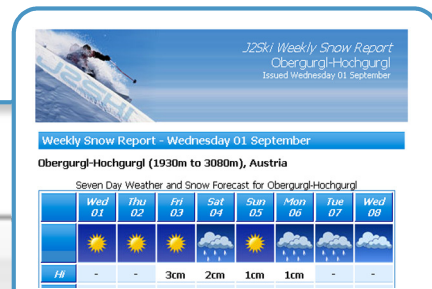 J2Ski Weekly Snow Report
Obergurgl-Hochgurgl
Issued Wednesday 01 September
J2SKI
Weekly Snow Report - Wednesday 01 September
Obergurgl-Hochgurgl (1930m to 3080m), Austria
Seven Day Weather and Snow Forecast for Obergurgl-Hochgurgl
Wed Thu Fri Sat Sun Mon Tue Wed
01 02 03 04 05 06 07 08
Hi - - 3cm 2cm 1cm 1cm - -